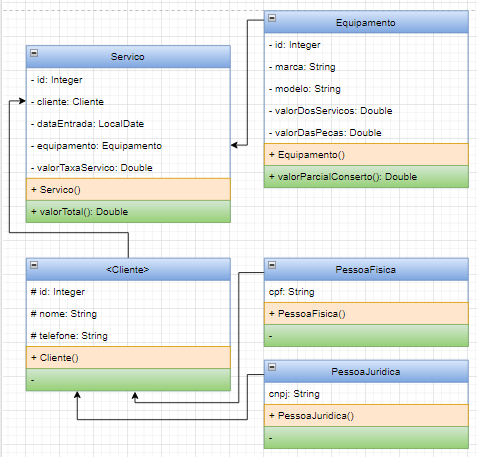 Servico
- id: Integer
- cliente: Cliente
- dataEntrada: LocalDate
- equipamento: Equipamento
- valorTaxaServico: Double
+ Servico()
+ valorTotal(): Double
Equipamento
- id: Integer
- marca: String
- modelo: String
- valorDosServicos: Double
- valorDasPecas: Double
+ Equipamento()
+ valorParcialConserto(): Double
<Cliente>
# id: Integer
# nome: String
# telefone: String
+ Cliente()
-
PessoaFisica
cpf: String
+ PessoaFisica()
-
PessoaJuridica
cnpj: String
+ PessoaJuridica()
-